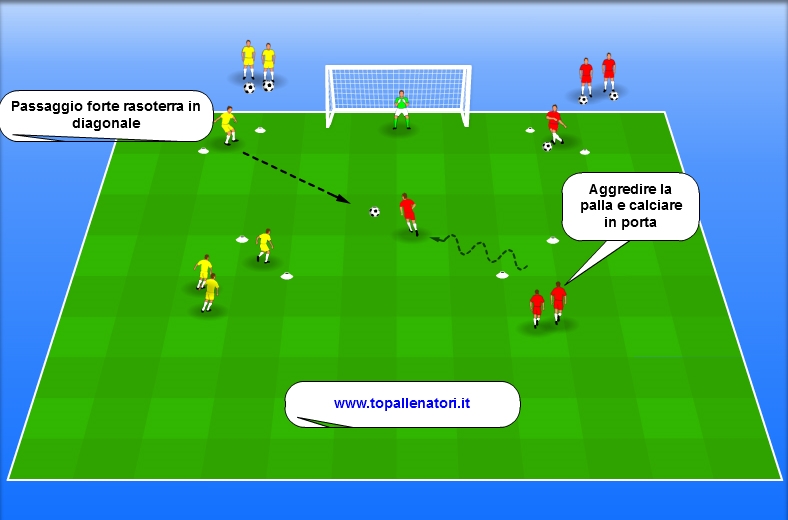 Passaggio forte rasoterra in
diagonale
Aggredire la
palla e calciare
in porta
www.topallenatori.it